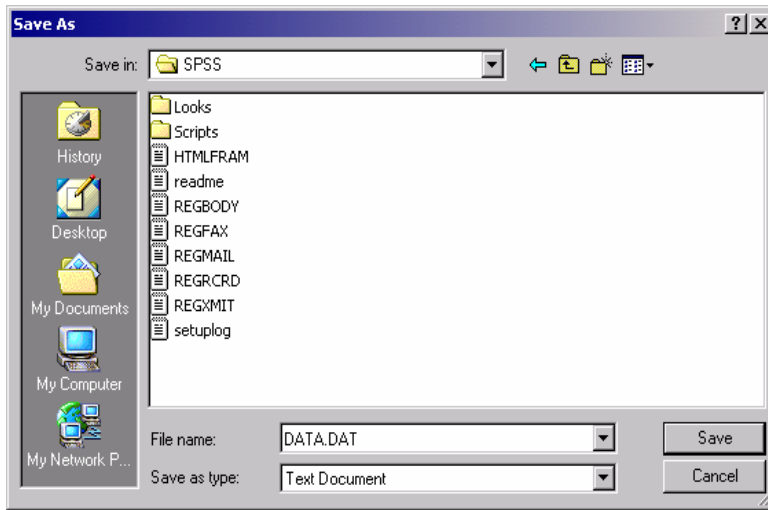 Save As
Save in: SPSS
History
Desktop
My Documents
My Computer
My Network P...
Looks
Scripts
HTMLFRAM
readme
REGBODY
REGFAX
REGMAIL
REGRCRD
REGXMIT
setuplog
File name: DATA.DAT Save
Save as type: Text Document Cancel